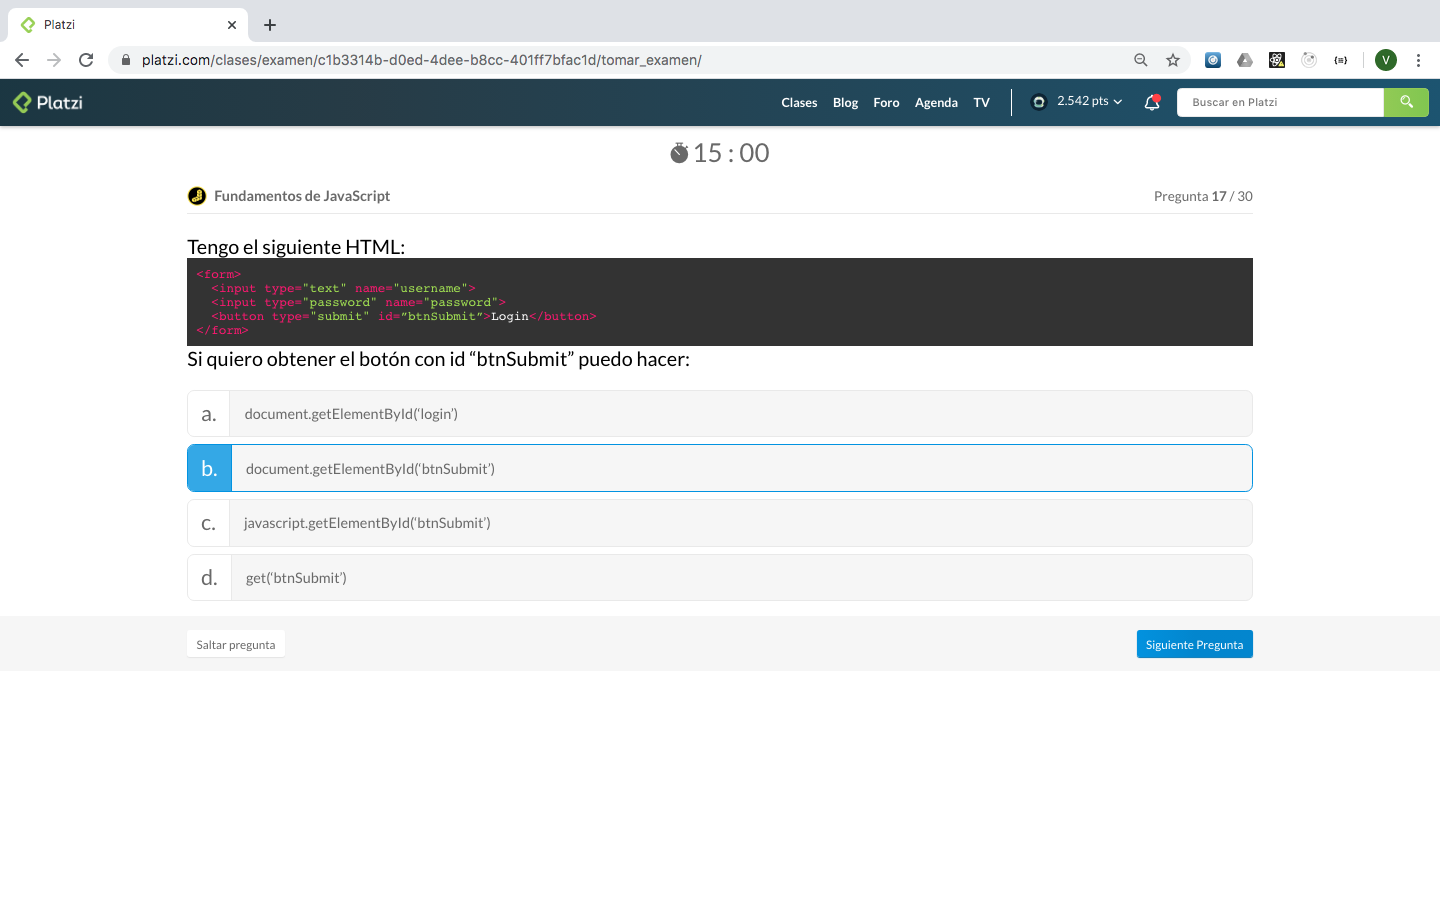 Platzi
platzi.com/clases/examen/c1b3314b-d0ed-4dee-b8cc-401ff7bfac1d/tomar_examen/
V
Platzi
Clases Blog Foro Agenda TV 2.542 pts Buscar en Platzi
15 : 00
Fundamentos de JavaScript Pregunta 17 / 30
Tengo el siguiente HTML:
<form>
<input type="text" name="username">
<input type="password" name="password">
<button type="submit" id=”btnSubmit”>Login</button>
</form>
Si quiero obtener el botón con id “btnSubmit” puedo hacer:
a. document.getElementById(‘login’)
b. document.getElementById(‘btnSubmit’)
c. javascript.getElementById(‘btnSubmit’)
d. get(‘btnSubmit’)
Saltar pregunta Siguiente Pregunta